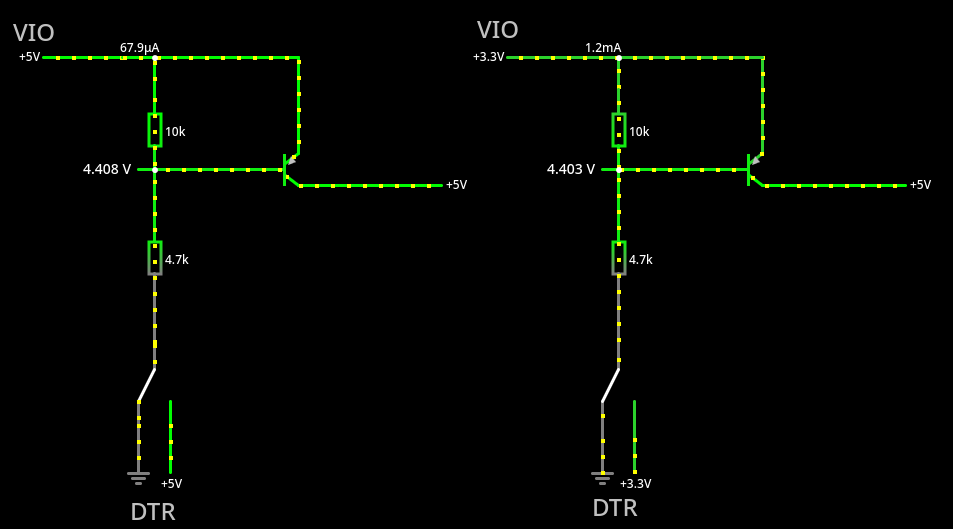 VIO
+5V
67.9μA
10k
4.408 V
+5V
4.7k
+5V
DTR
VIO
+3.3V
1.2mA
10k
4.403 V
+5V
4.7k
+3.3V
DTR